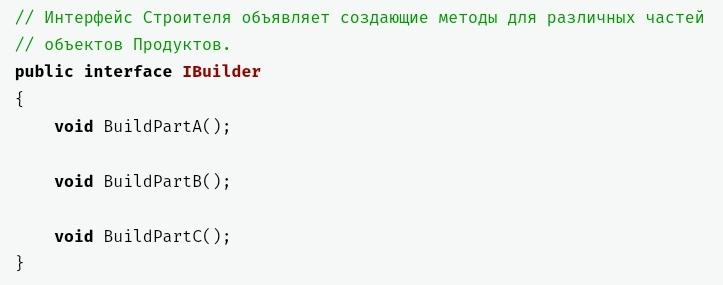 // Интерфейс Строителя объявляет создающие методы для различных частей
// объектов Продуктов.
public interface IBuilder
{
    void BuildPartA();
    void BuildPartB();
    void BuildPartC();
}